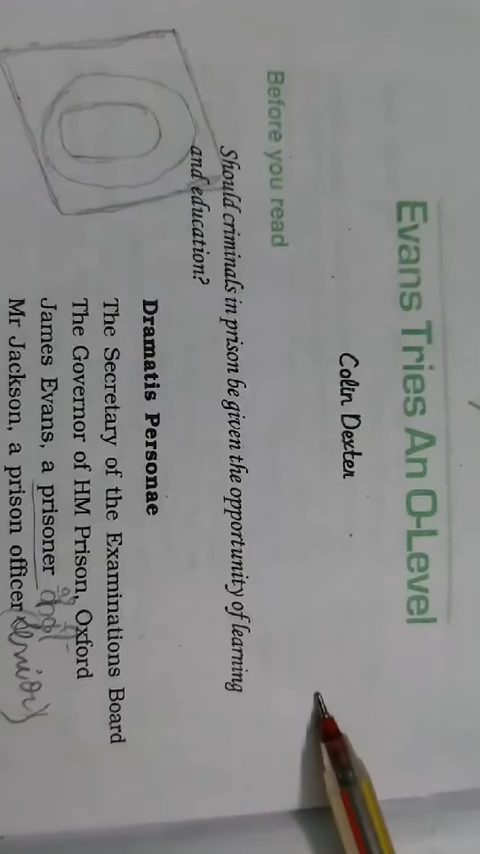 Evans Tries An O-Level
Colin Dexter
Before you read
Should criminals in prison be given the opportunity of learning
and education?
Dramatis Personae
The Secretary of the Examinations Board
The Governor of HM Prison, Oxford
James Evans, a prisoner
Mr Jackson, a prison officer (senior)